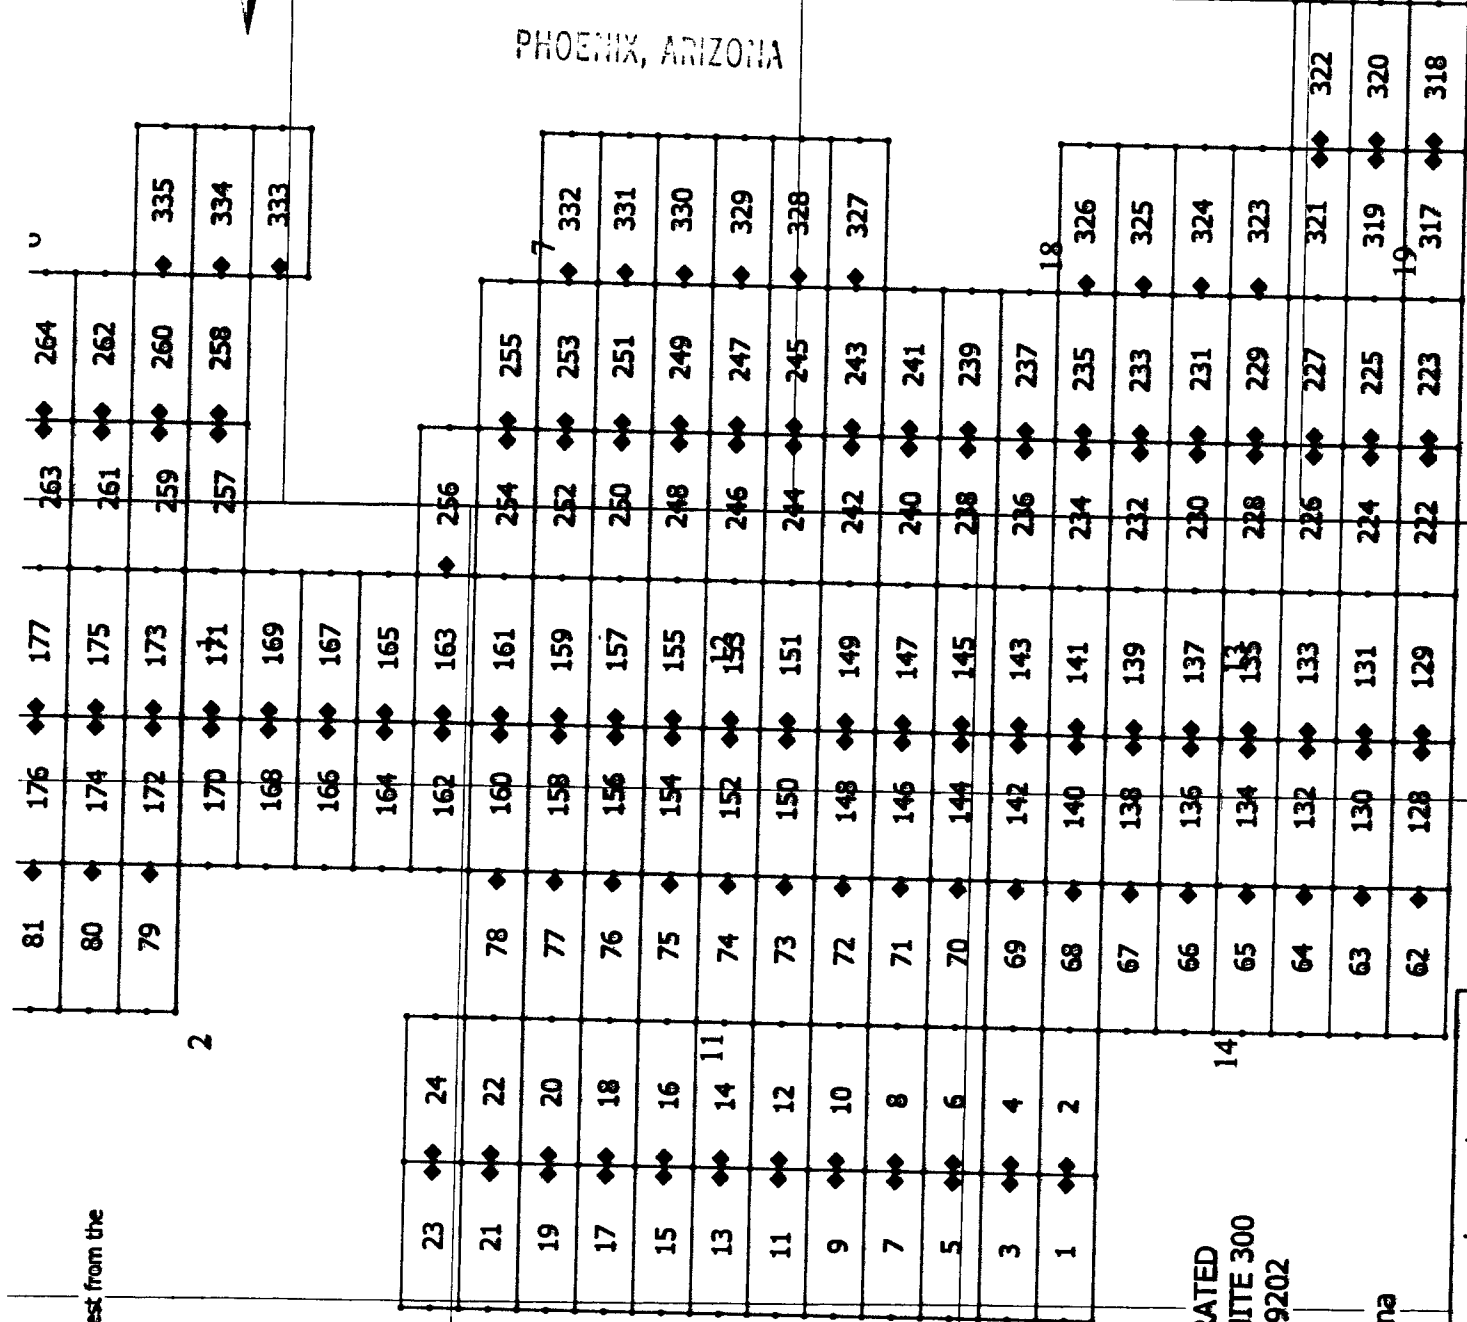 PHOENIX, ARIZONA
322 320 318
335 334 333
332 331 330 329 328 327
326 325 324 323 321 319 317
7
18
19
264 262 260 258
255 253 251 249 247 245 243 241 239 237 235 233 231 229 227 225 223
263 261 259 257
256 254 252 250 248 246 244 242 240 238 236 234 232 230 228 226 224 222
177 175 173 171 169 167 165 163 161 159 157 155 153 151 149 147 145 143 141 139 137 135 133 131 129
1
12
13
176 174 172 170 168 166 164 162 160 158 156 154 152 150 148 146 144 142 140 138 136 134 132 130 128
81 80 79
78 77 76 75 74 73 72 71 70 69 68 67 66 65 64 63 62
2
11
14
24 22 20 18 16 14 12 10 8 6 4 2
23 21 19 17 15 13 11 9 7 5 3 1
est from the
RATED
ITE 300
9202
na